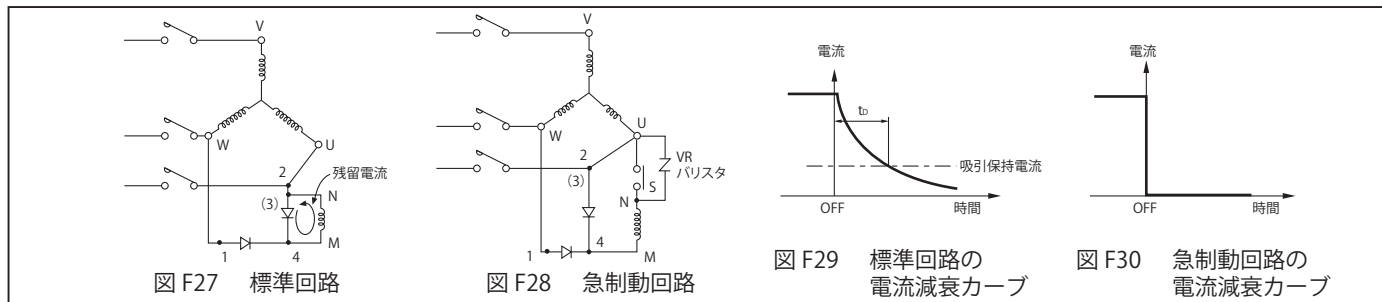 V
W
U
2
残留電流
(3)
N
1
4
M
図 F27 標準回路
V
W
U
2
VR
バリスタ
(3)
S
N
1
4
M
図 F28 急制動回路
電流
tD
吸引保持電流
OFF
時間
図 F29 標準回路の
電流減衰カーブ
電流
OFF
時間
図 F30 急制動回路の
電流減衰カーブ